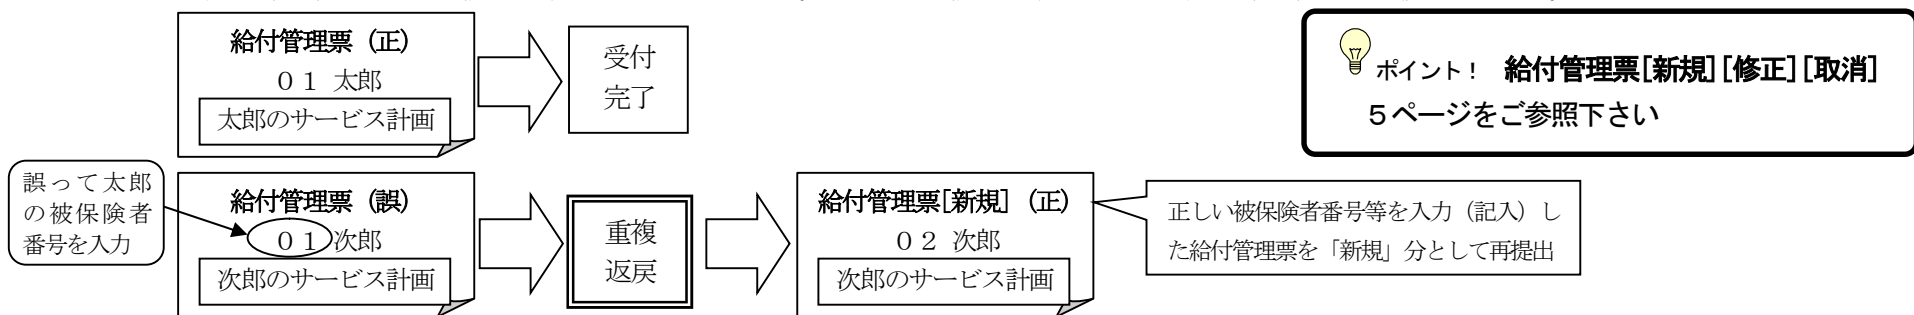 給付管理票（正）
０１ 太郎
太郎のサービス計画
受付
完了
ポイント！ 給付管理票[新規][修正][取消]
５ページをご参照下さい
誤って太郎
の被保険者
番号を入力
給付管理票（誤）
０１次郎
次郎のサービス計画
重複
返戻
給付管理票[新規]（正）
０２ 次郎
次郎のサービス計画
正しい被保険者番号等を入力（記入）し
た給付管理票を「新規」分として再提出